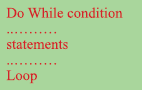 Do While condition
..………
statements
..………
Loop